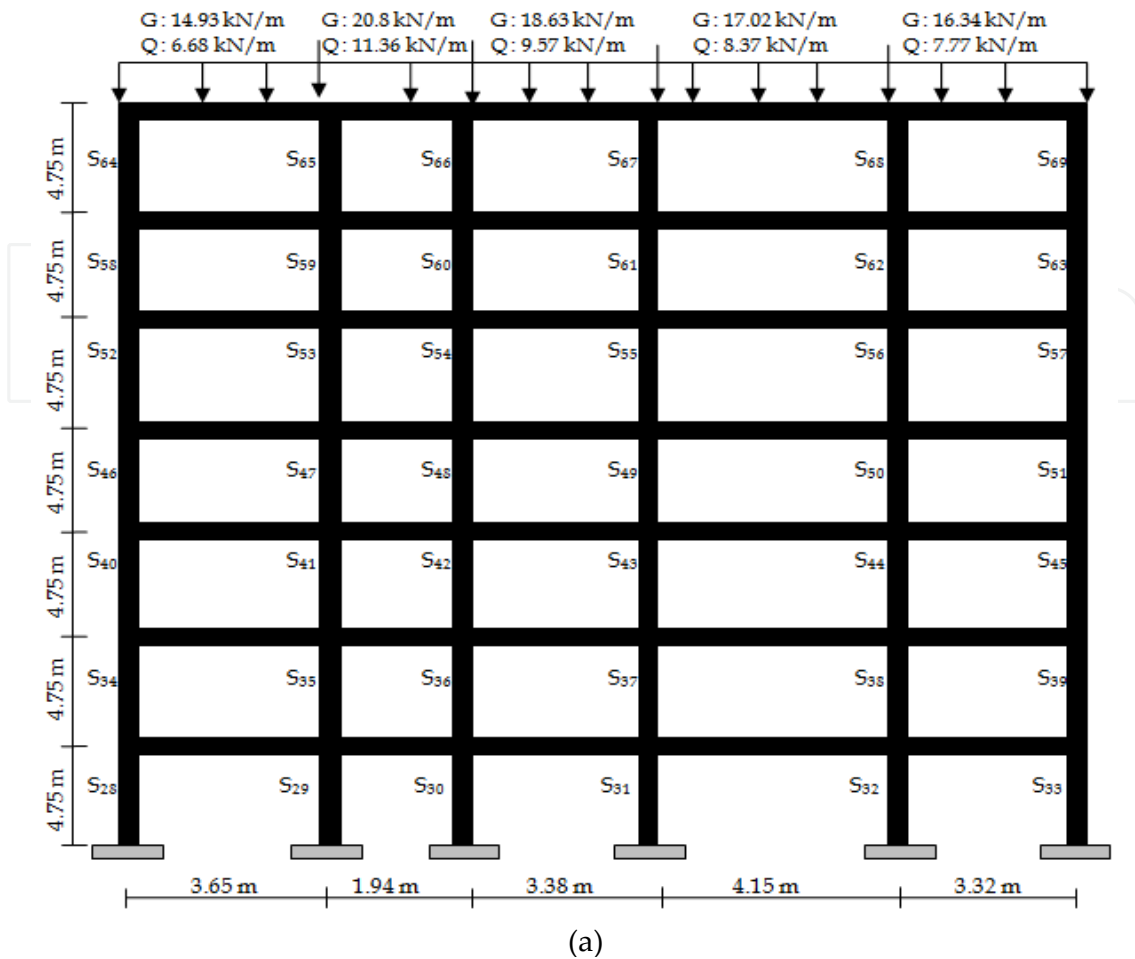 G: 14.93 kN/m G: 20.8 kN/m G: 18.63 kN/m G: 17.02 kN/m G: 16.34 kN/m
Q: 6.68 kN/m Q: 11.36 kN/m Q: 9.57 kN/m Q: 8.37 kN/m Q: 7.77 kN/m
4.75 m S64 S65 S66 S67 S68 S69
4.75 m S58 S59 S60 S61 S62 S63
4.75 m S52 S53 S54 S55 S56 S57
4.75 m S46 S47 S48 S49 S50 S51
4.75 m S40 S41 S42 S43 S44 S45
4.75 m S34 S35 S36 S37 S38 S39
4.75 m S28 S29 S30 S31 S32 S33
3.65 m 1.94 m 3.38 m 4.15 m 3.32 m
(a)